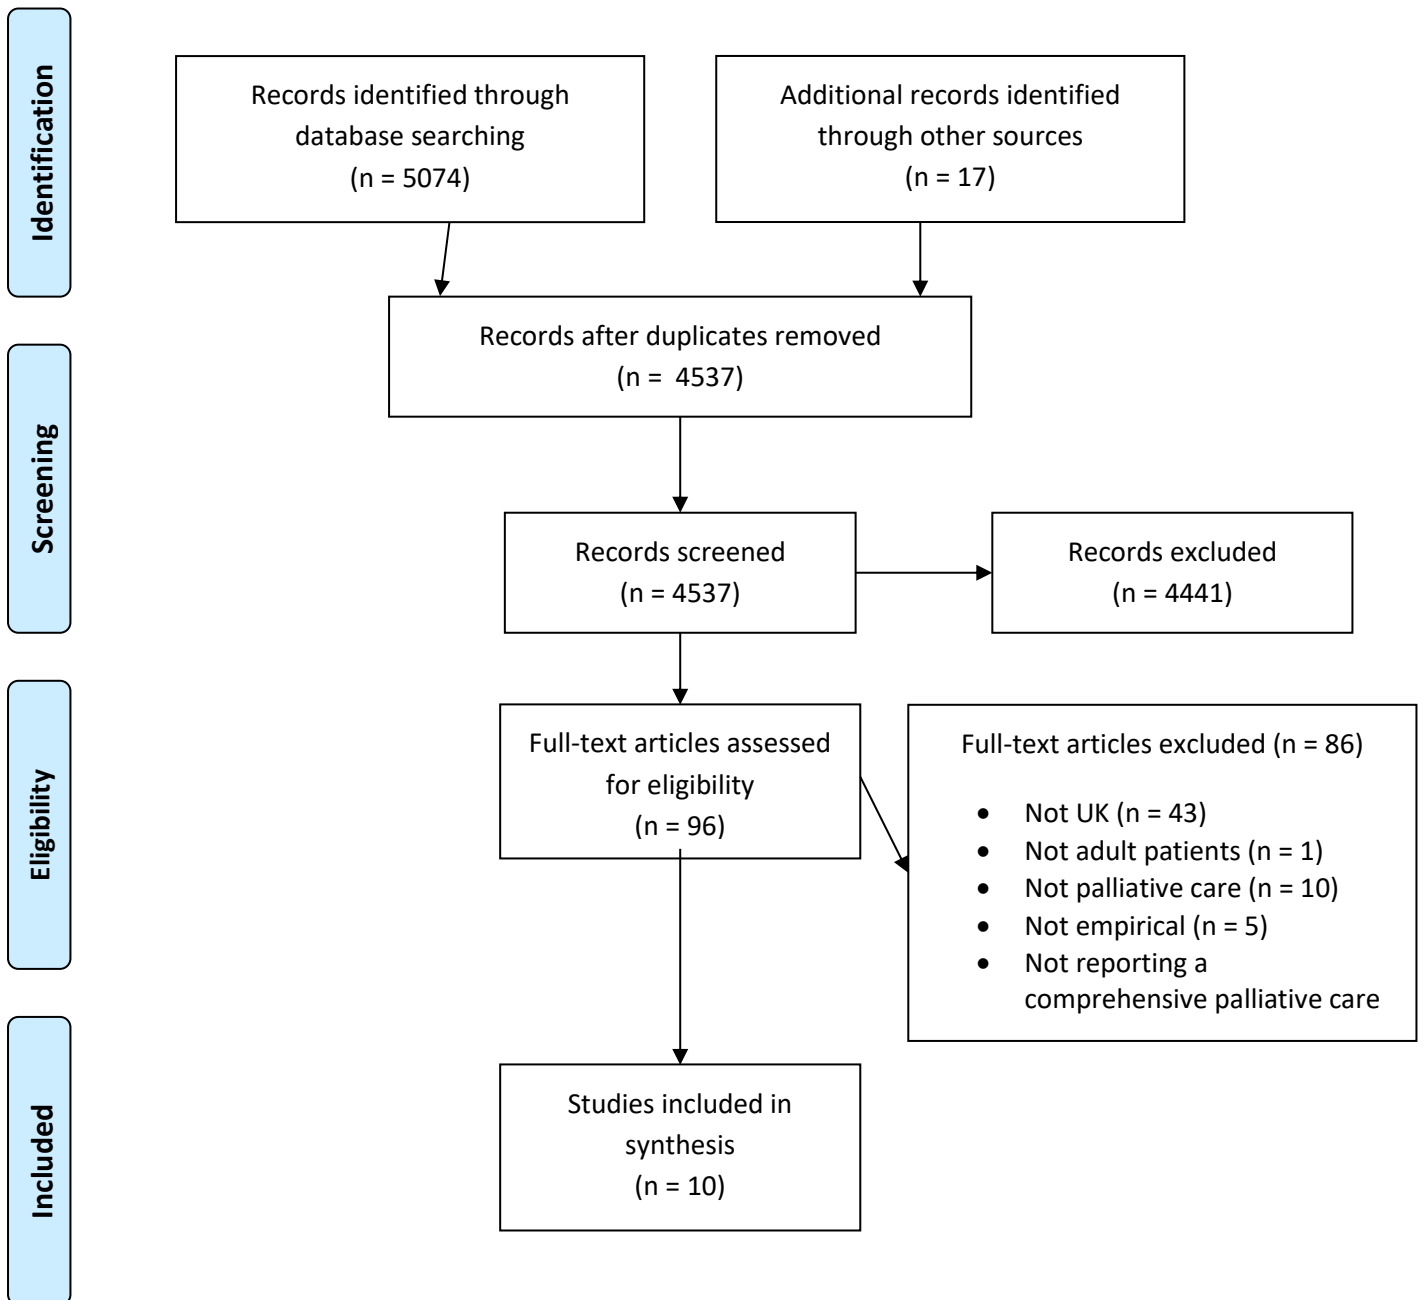 Identification
Records identified through
database searching
(n = 5074)
Additional records identified
through other sources
(n = 17)
Records after duplicates removed
(n = 4537)
Screening
Records screened
(n = 4537)
Records excluded
(n = 4441)
Eligibility
Full-text articles assessed
for eligibility
(n = 96)
Full-text articles excluded (n = 86)
• Not UK (n = 43)
• Not adult patients (n = 1)
• Not palliative care (n = 10)
• Not empirical (n = 5)
• Not reporting a
comprehensive palliative care
Included
Studies included in
synthesis
(n = 10)